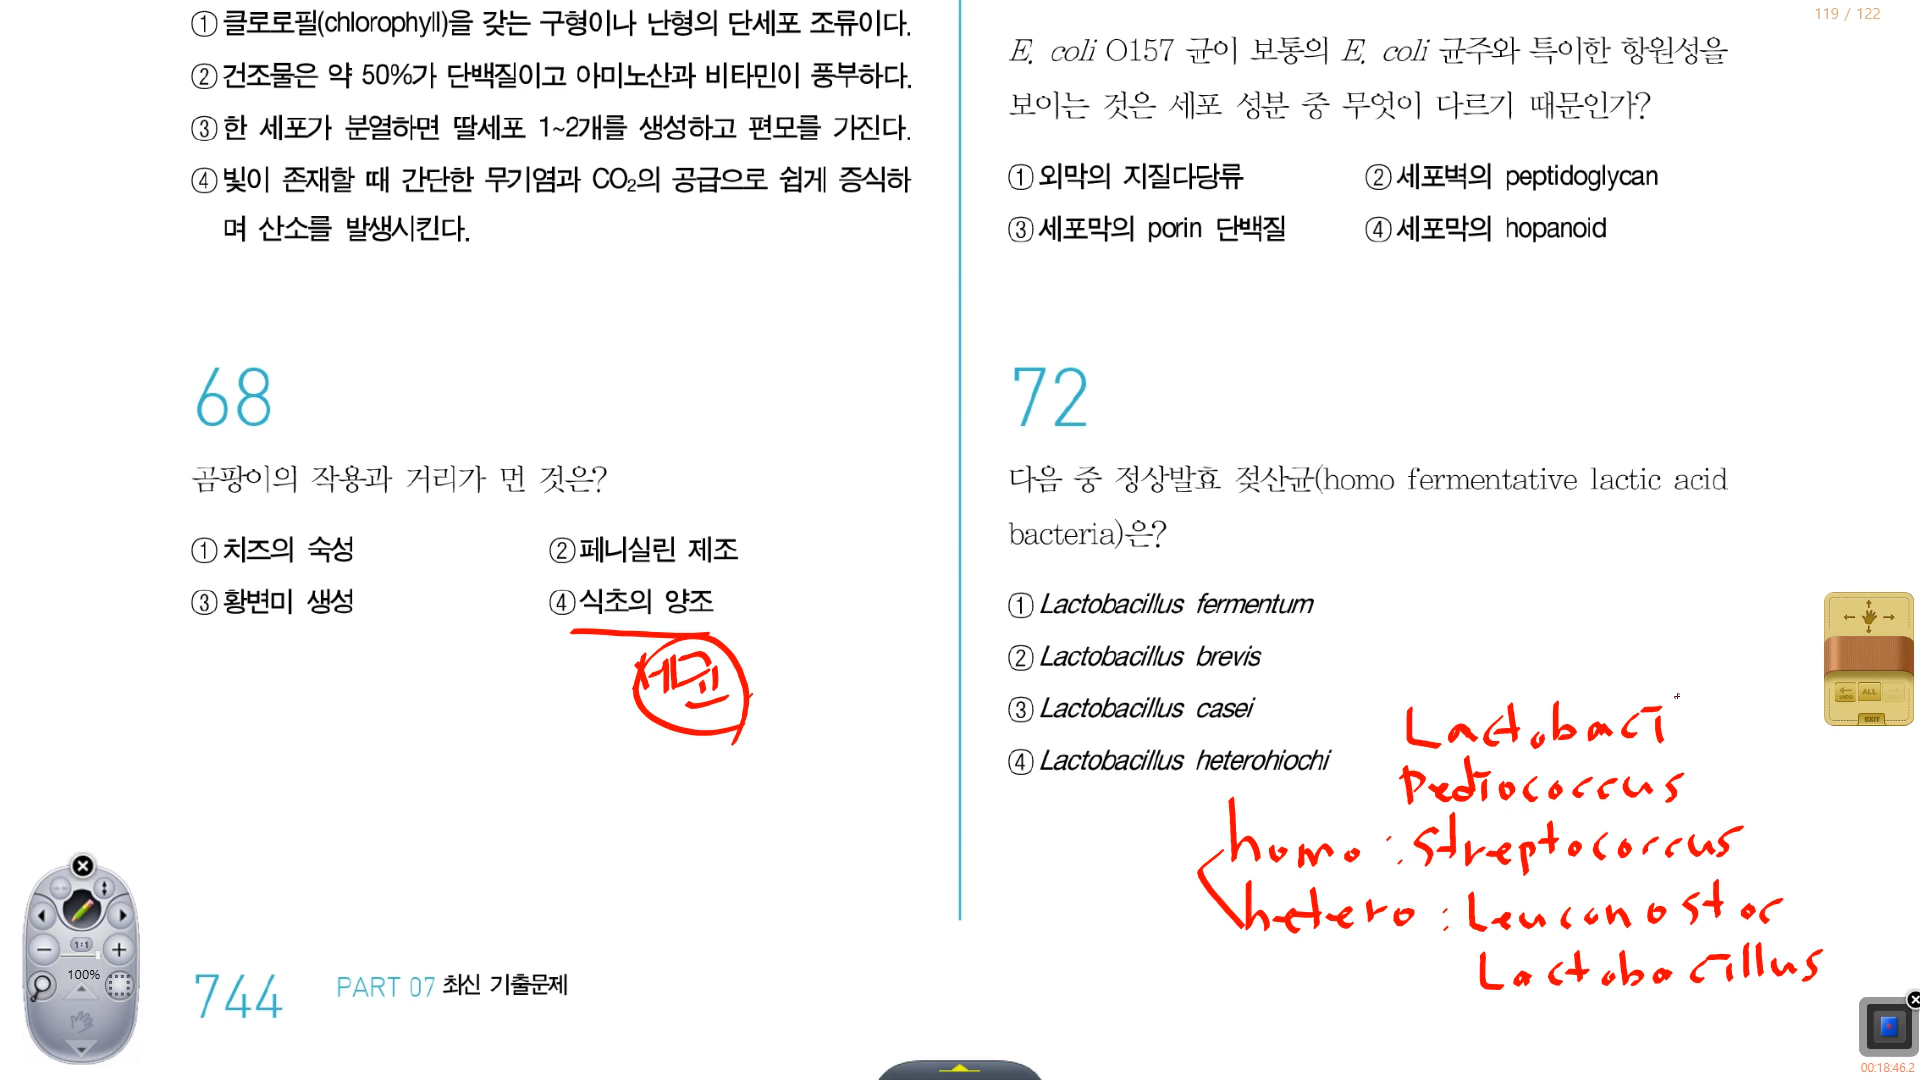 ① 클로로필(chlorophyll)을 갖는 구형이나 난형의 단세포 조류이다.
② 건조물은 약 50%가 단백질이고 아미노산과 비타민이 풍부하다.
③ 한 세포가 분열하면 딸세포 1~2개를 생성하고 편모를 가진다.
④ 빛이 존재할 때 간단한 무기염과 CO₂의 공급으로 쉽게 증식하
며 산소를 발생시킨다.
68
곰팡이의 작용과 거리가 먼 것은?
① 치즈의 숙성 ② 페니실린 제조
③ 황변미 생성 ④ 식초의 양조
세균
744 PART 07 최신 기출문제
119 / 122
E. coli O157 균이 보통의 E. coli 균주와 특이한 항원성을
보이는 것은 세포 성분 중 무엇이 다르기 때문인가?
① 외막의 지질다당류 ② 세포벽의 peptidoglycan
③ 세포막의 porin 단백질 ④ 세포막의 hopanoid
72
다음 중 정상발효 젖산균(homo fermentative lactic acid
bacteria)은?
① Lactobacillus fermentum
② Lactobacillus brevis
③ Lactobacillus casei
④ Lactobacillus heterohiochi
Lactobaci
Pediococcus
homo : Streptococcus
hetero : Leuconostoc
Lactobacillus
1:1
100%
ALL
EXIT
00:18:46.2